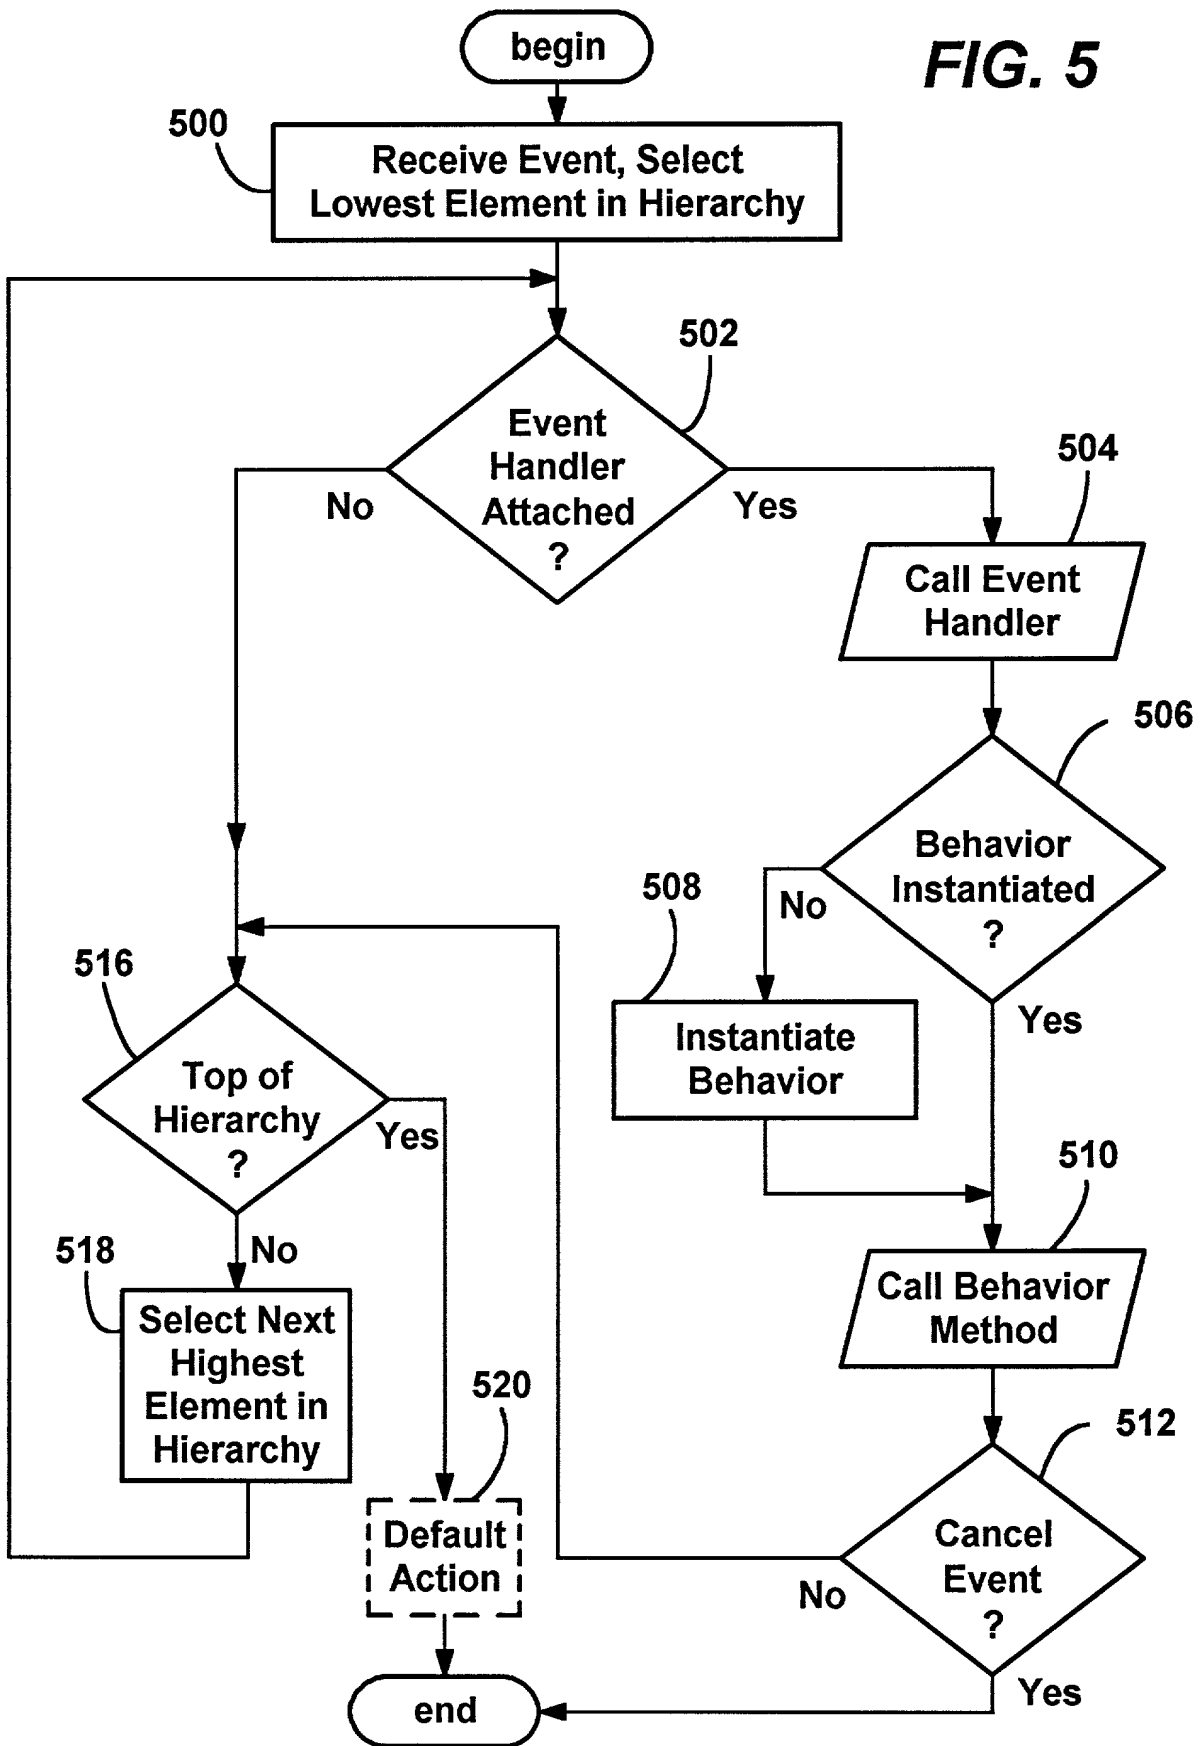 begin
FIG. 5
500
Receive Event, Select
Lowest Element in Hierarchy
502
Event
Handler
Attached
?
No
Yes
504
Call Event
Handler
506
Behavior
Instantiated
?
No
Yes
508
Instantiate
Behavior
516
Top of
Hierarchy
?
Yes
No
510
Call Behavior
Method
518
Select Next
Highest
Element in
Hierarchy
520
Default
Action
512
Cancel
Event
?
No
Yes
end